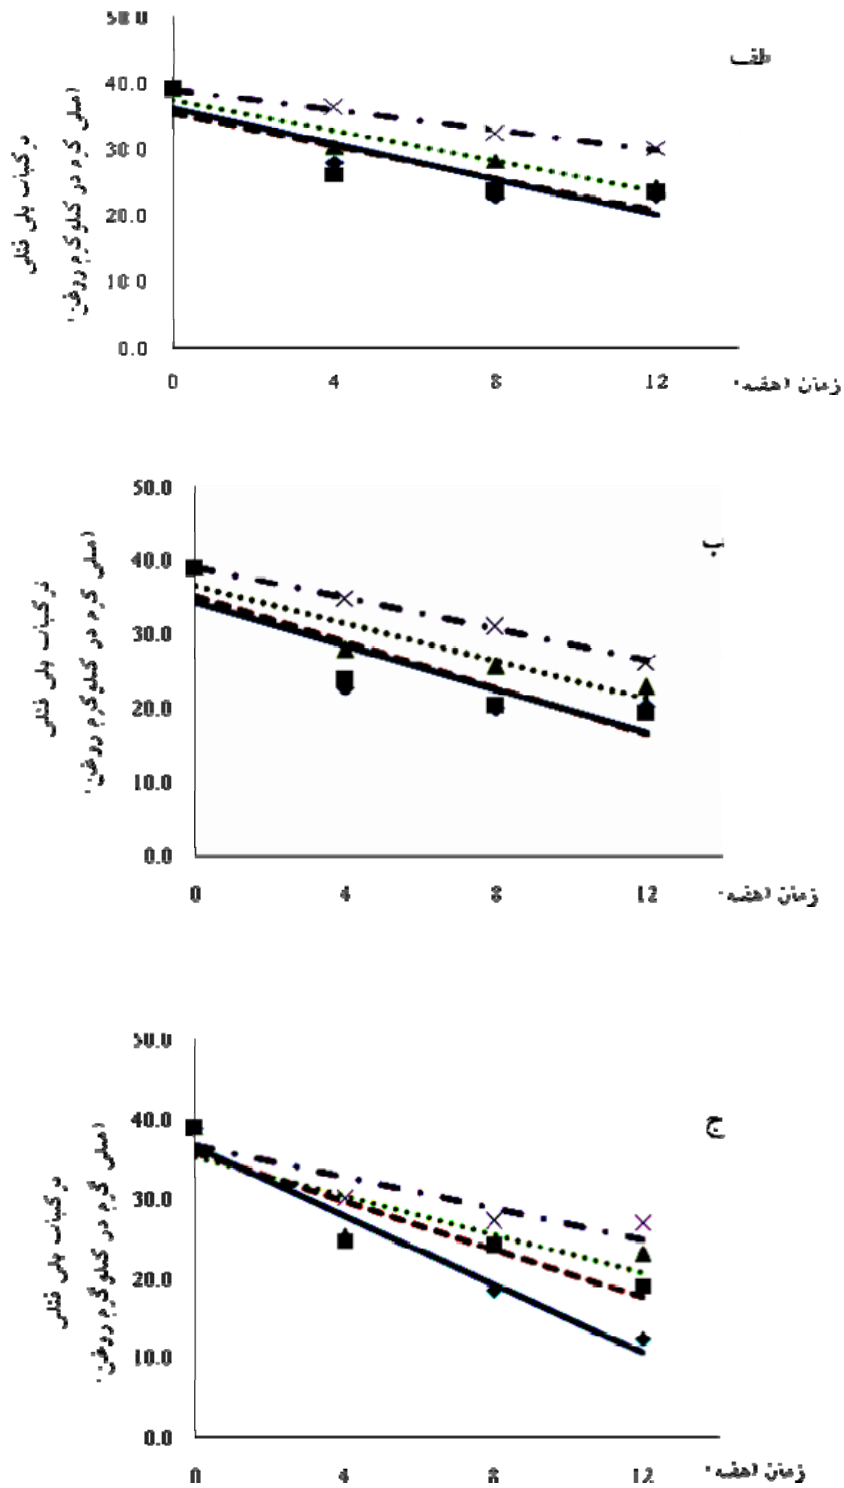 الف
50.0
40.0
30.0
20.0
10.0
0.0
ترکیبات پلی فنلی
(میلی گرم در کیلوگرم روغن)
0 4 8 12
زمان (هفته)
ب
50.0
40.0
30.0
20.0
10.0
0.0
ترکیبات پلی فنلی
(میلی گرم در کیلوگرم روغن)
0 4 8 12
زمان (هفته)
ج
50.0
40.0
30.0
20.0
10.0
0.0
ترکیبات پلی فنلی
(میلی گرم در کیلوگرم روغن)
0 4 8 12
زمان (هفته)